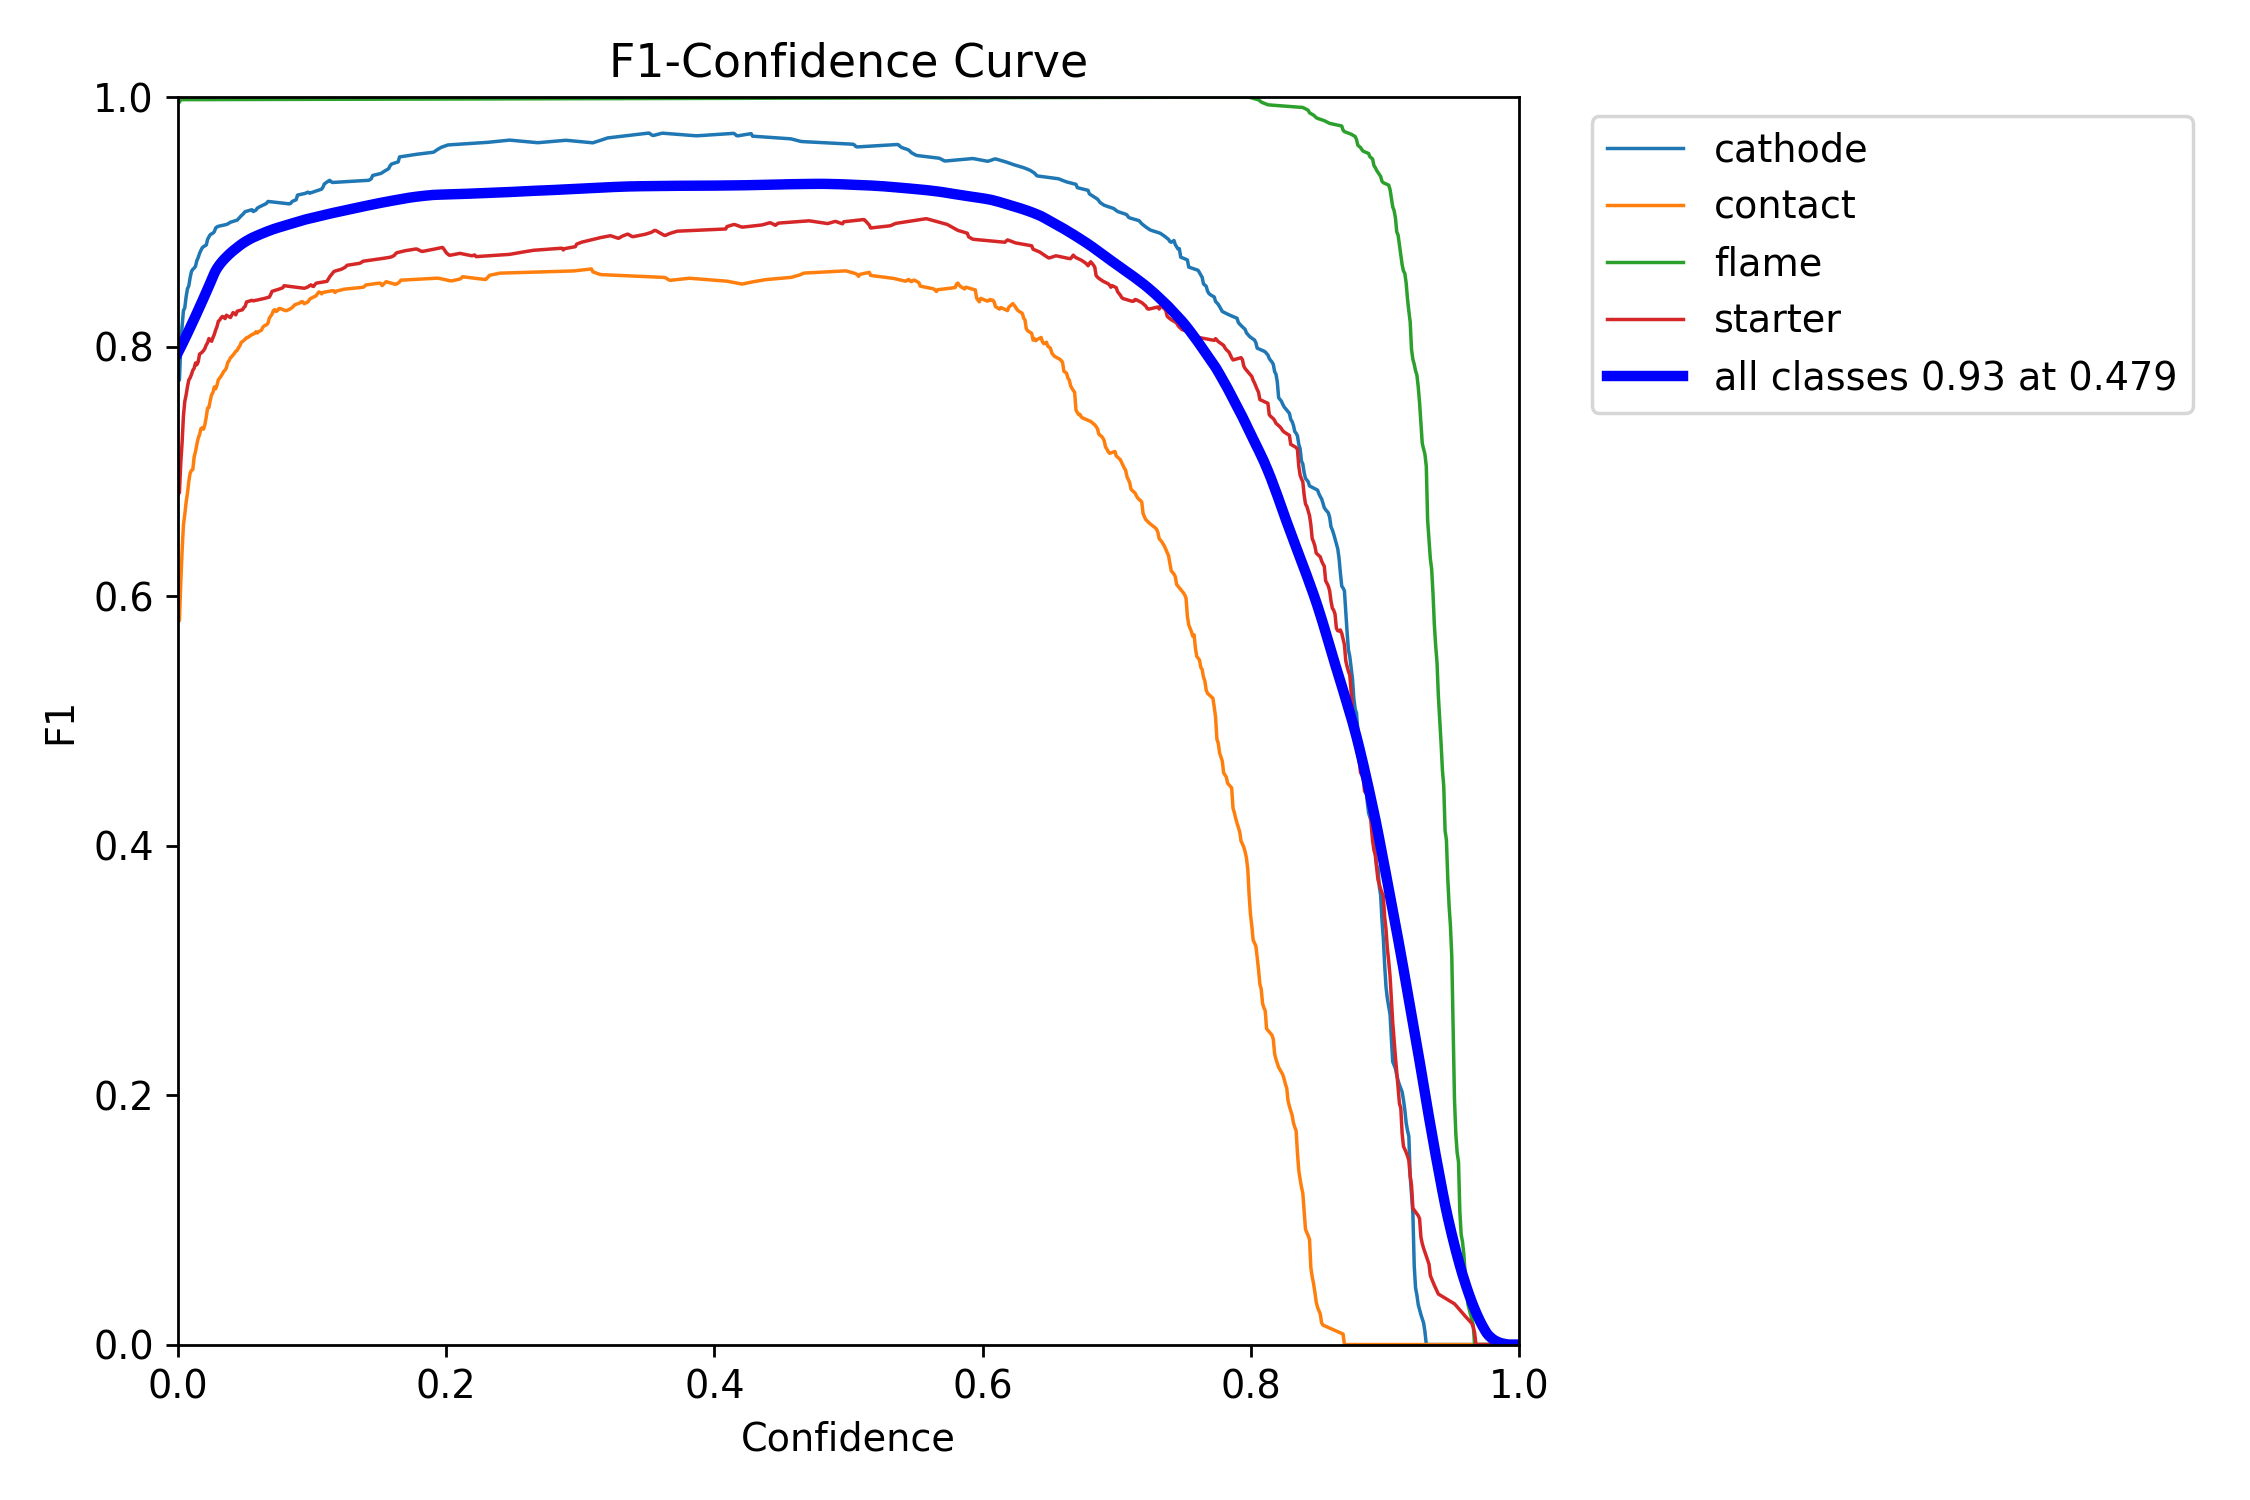 F1-Confidence Curve
1.0
0.8
0.6
0.4
0.2
0.0
F1
0.0 0.2 0.4 0.6 0.8 1.0
Confidence
cathode
contact
flame
starter
all classes 0.93 at 0.479